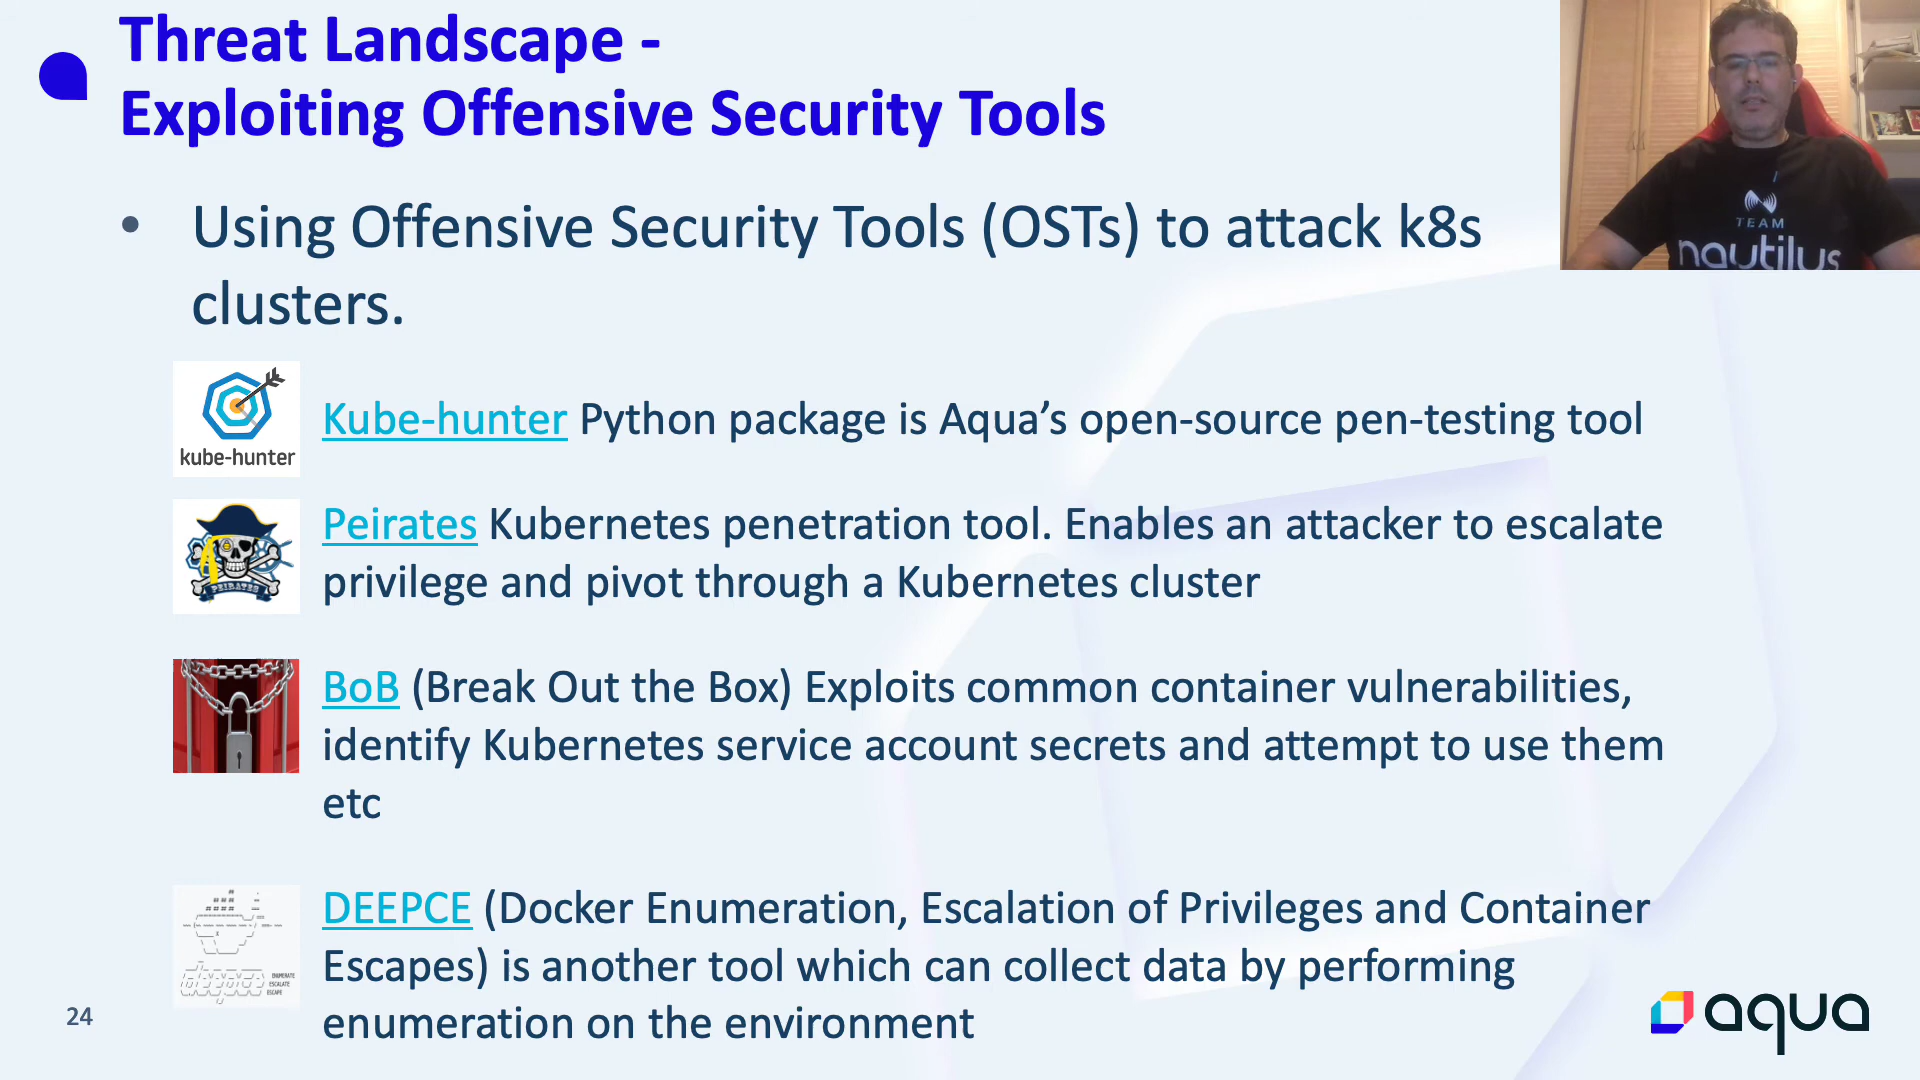 Threat Landscape -
Exploiting Offensive Security Tools
• Using Offensive Security Tools (OSTs) to attack k8s
clusters.
TEAM
nautilus
kube-hunter
Kube-hunter Python package is Aqua’s open-source pen-testing tool
PEIRATES
Peirates Kubernetes penetration tool. Enables an attacker to escalate
privilege and pivot through a Kubernetes cluster
BoB (Break Out the Box) Exploits common container vulnerabilities,
identify Kubernetes service account secrets and attempt to use them
etc
ENUMERATE
ESCALATE
ESCAPE
DEEPCE (Docker Enumeration, Escalation of Privileges and Container
Escapes) is another tool which can collect data by performing
enumeration on the environment
24
aqua